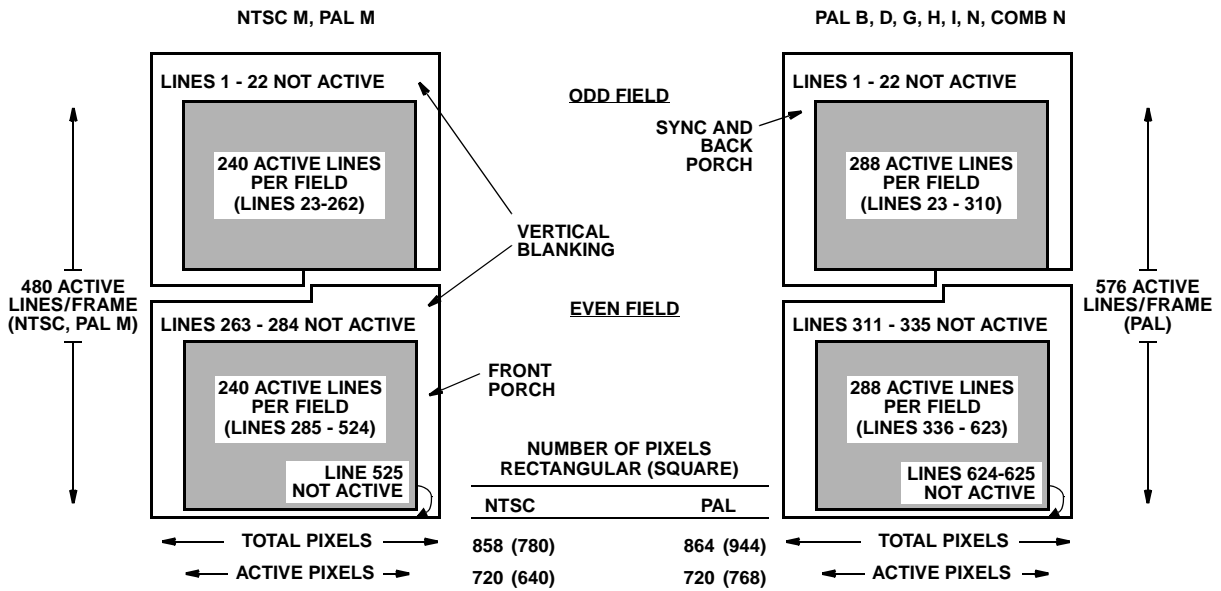 NTSC M, PAL M
LINES 1 - 22 NOT ACTIVE
240 ACTIVE LINES
PER FIELD
(LINES 23-262)
480 ACTIVE
LINES/FRAME
(NTSC, PAL M)
LINES 263 - 284 NOT ACTIVE
240 ACTIVE LINES
PER FIELD
(LINES 285 - 524)
LINE 525
NOT ACTIVE
TOTAL PIXELS
ACTIVE PIXELS
ODD FIELD
SYNC AND
BACK
PORCH
VERTICAL
BLANKING
EVEN FIELD
FRONT
PORCH
NUMBER OF PIXELS
RECTANGULAR (SQUARE)
NTSC PAL
858 (780) 864 (944)
720 (640) 720 (768)
PAL B, D, G, H, I, N, COMB N
LINES 1 - 22 NOT ACTIVE
288 ACTIVE LINES
PER FIELD
(LINES 23 - 310)
576 ACTIVE
LINES/FRAME
(PAL)
LINES 311 - 335 NOT ACTIVE
288 ACTIVE LINES
PER FIELD
(LINES 336 - 623)
LINES 624-625
NOT ACTIVE
TOTAL PIXELS
ACTIVE PIXELS